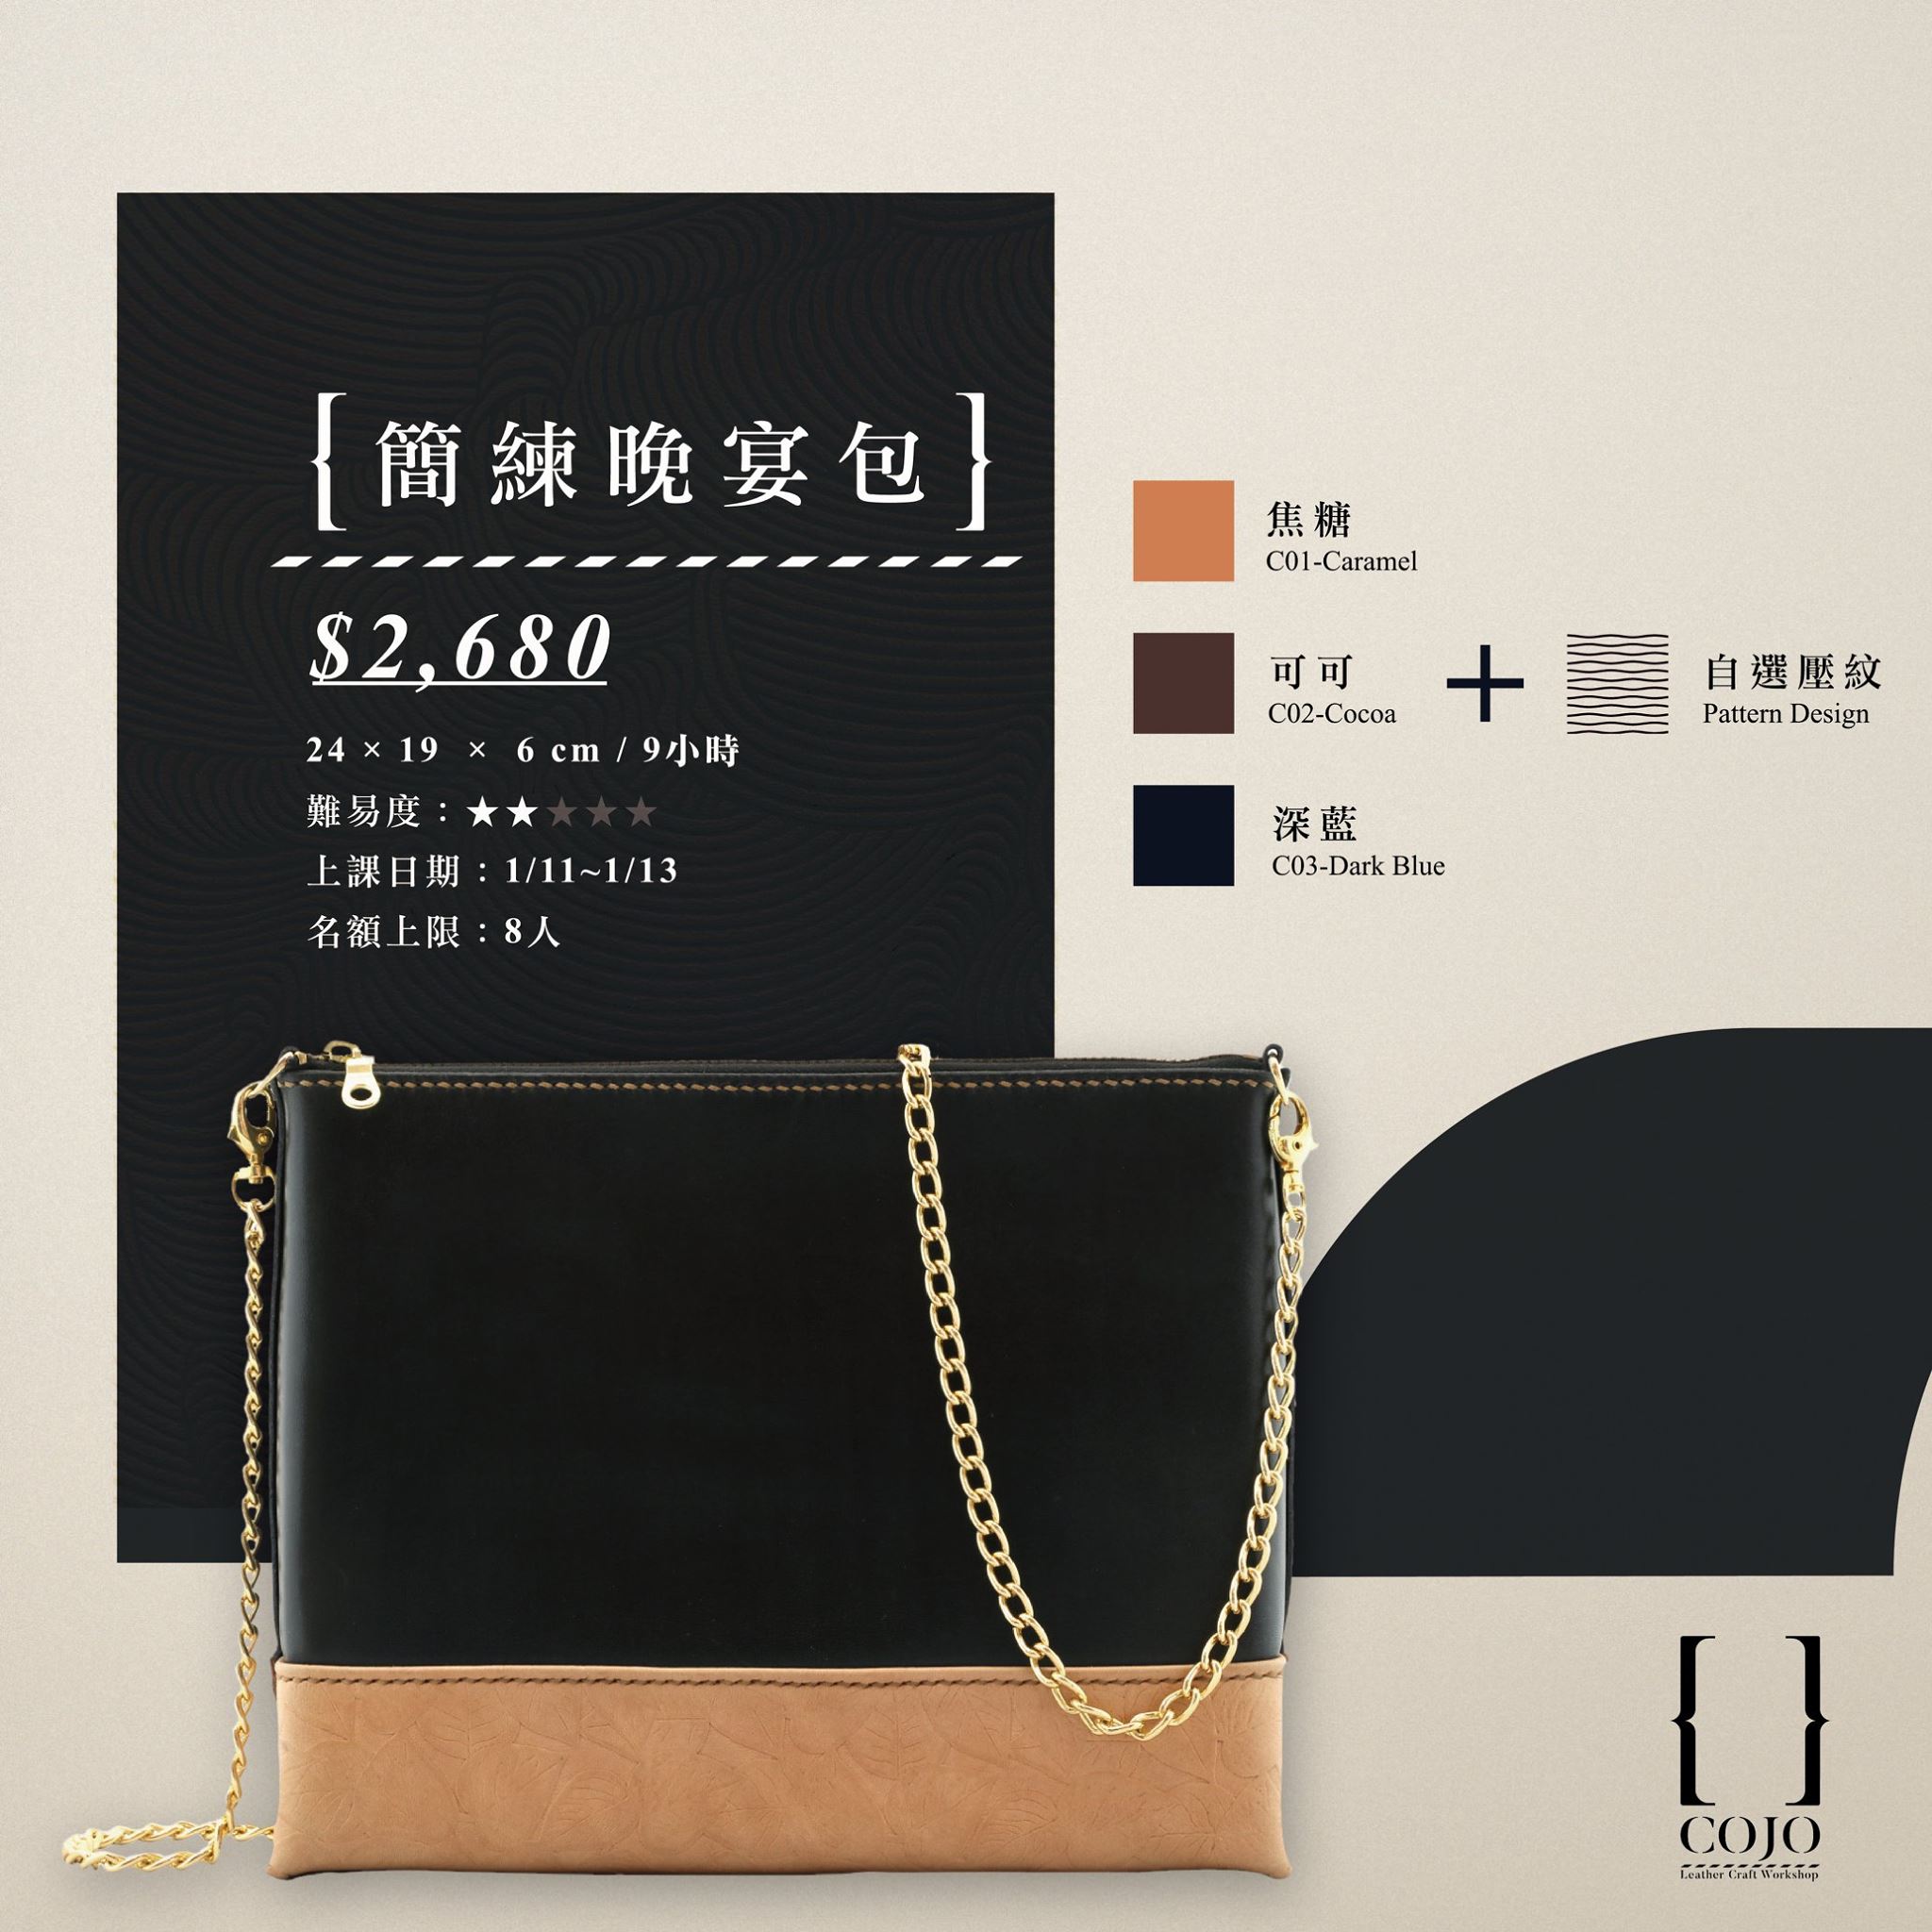 {簡練晚宴包}
$2,680
24 × 19 × 6 cm / 9小時
難易度：★★★★★
上課日期：1/11~1/13
名額上限：8人
焦糖
C01-Caramel
可可
C02-Cocoa
深藍
C03-Dark Blue
+
自選壓紋
Pattern Design
{ }
COJO
Leather Craft Workshop